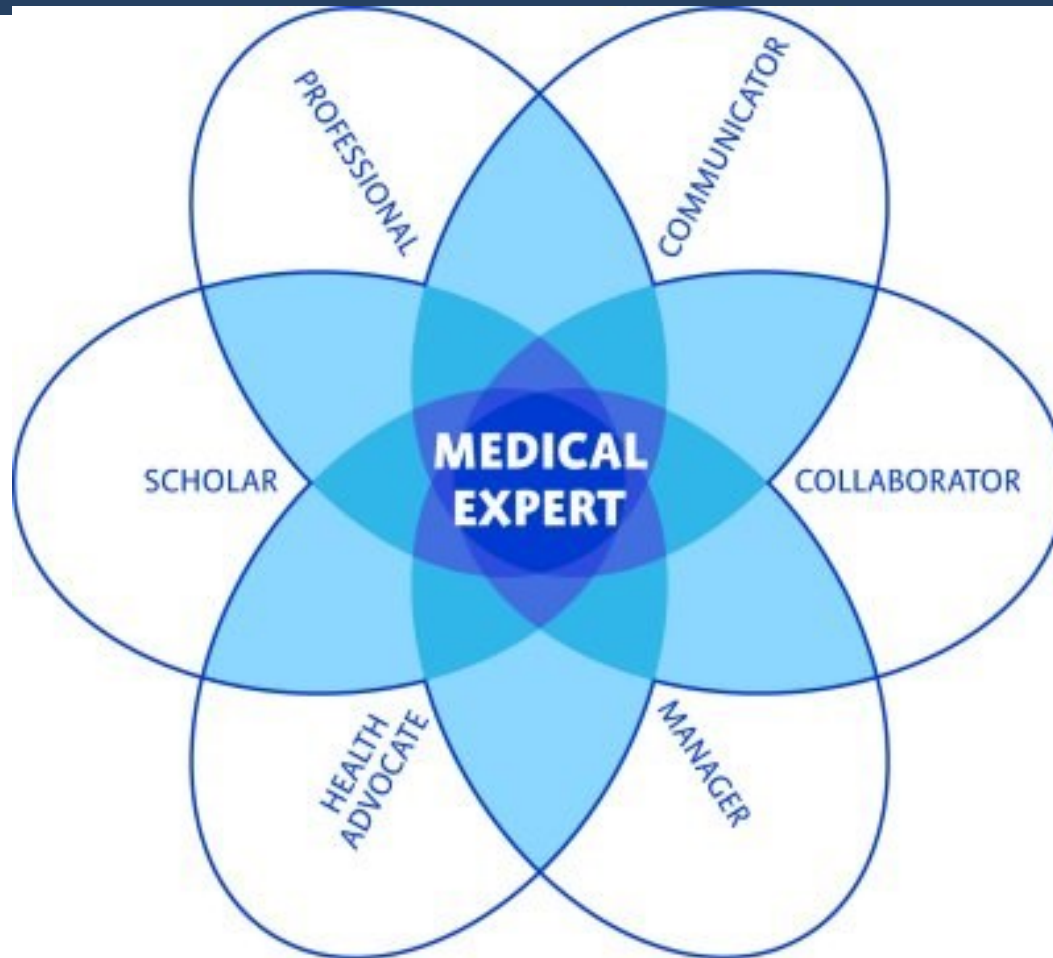 PROFESSIONAL
COMMUNICATOR
SCHOLAR
MEDICAL
EXPERT
COLLABORATOR
HEALTH
ADVOCATE
MANAGER